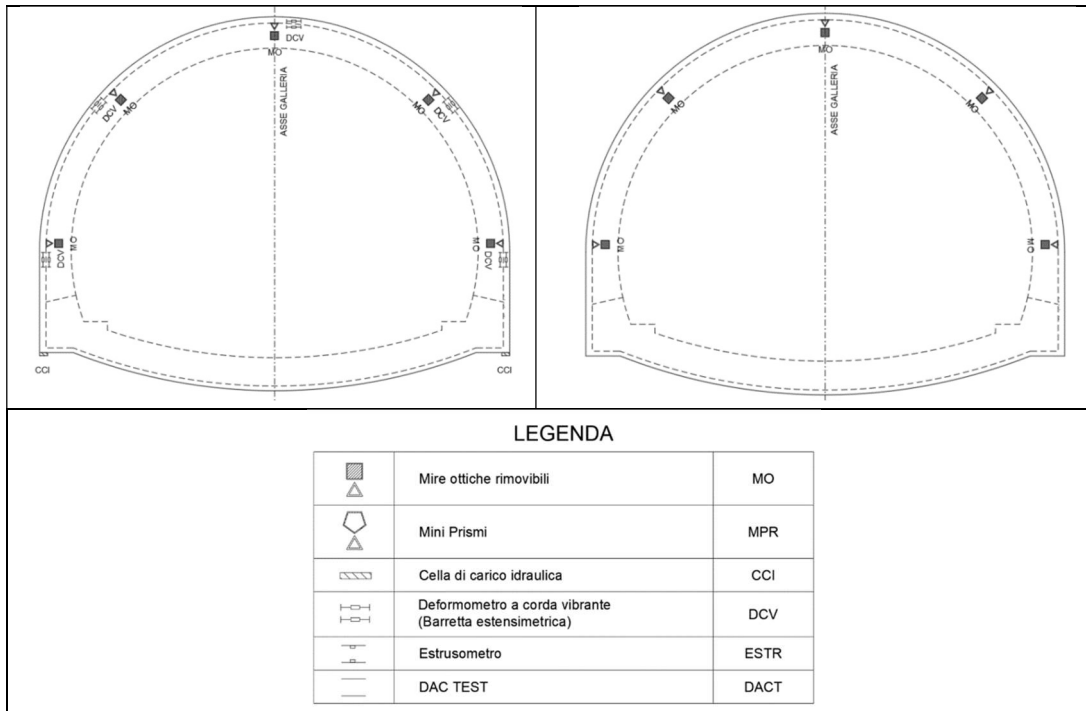 DCV
MO
DCV
MO
MO
DCV
ASSE GALLERIA
MO
DCV
MO
DCV
CCI
CCI
MO
MO
MO
ASSE GALLERIA
MO
MO
LEGENDA
Mire ottiche rimovibili MO
Mini Prismi MPR
Cella di carico idraulica CCI
Deformometro a corda vibrante
(Barretta estensimetrica) DCV
Estrusometro ESTR
DAC TEST DACT